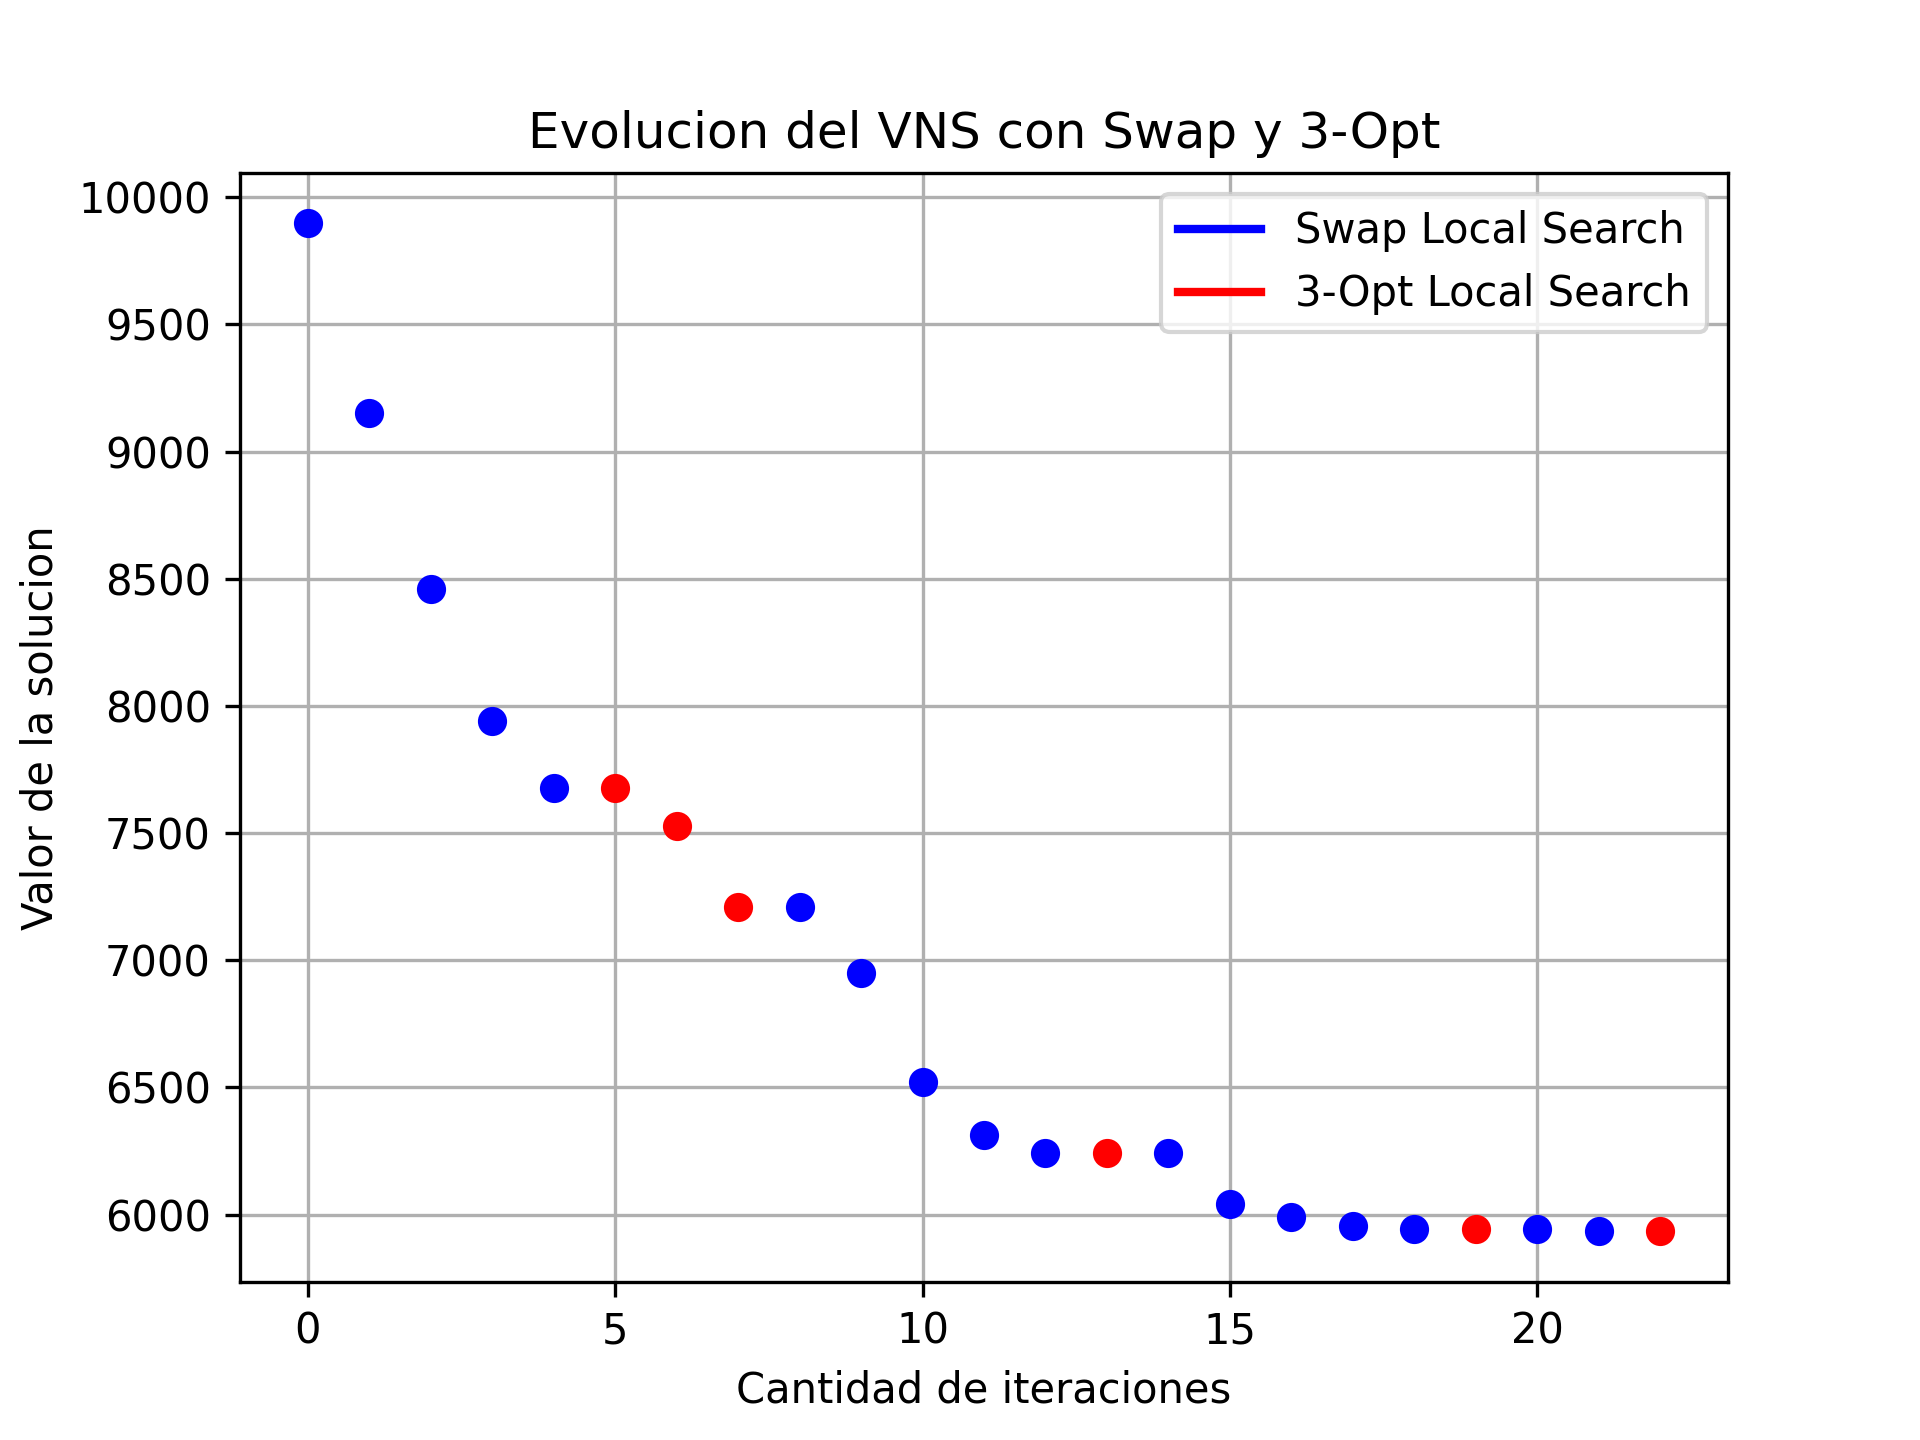 Evolucion del VNS con Swap y 3-Opt
Swap Local Search
3-Opt Local Search
Valor de la solucion
10000
9500
9000
8500
8000
7500
7000
6500
6000
0 5 10 15 20
Cantidad de iteraciones